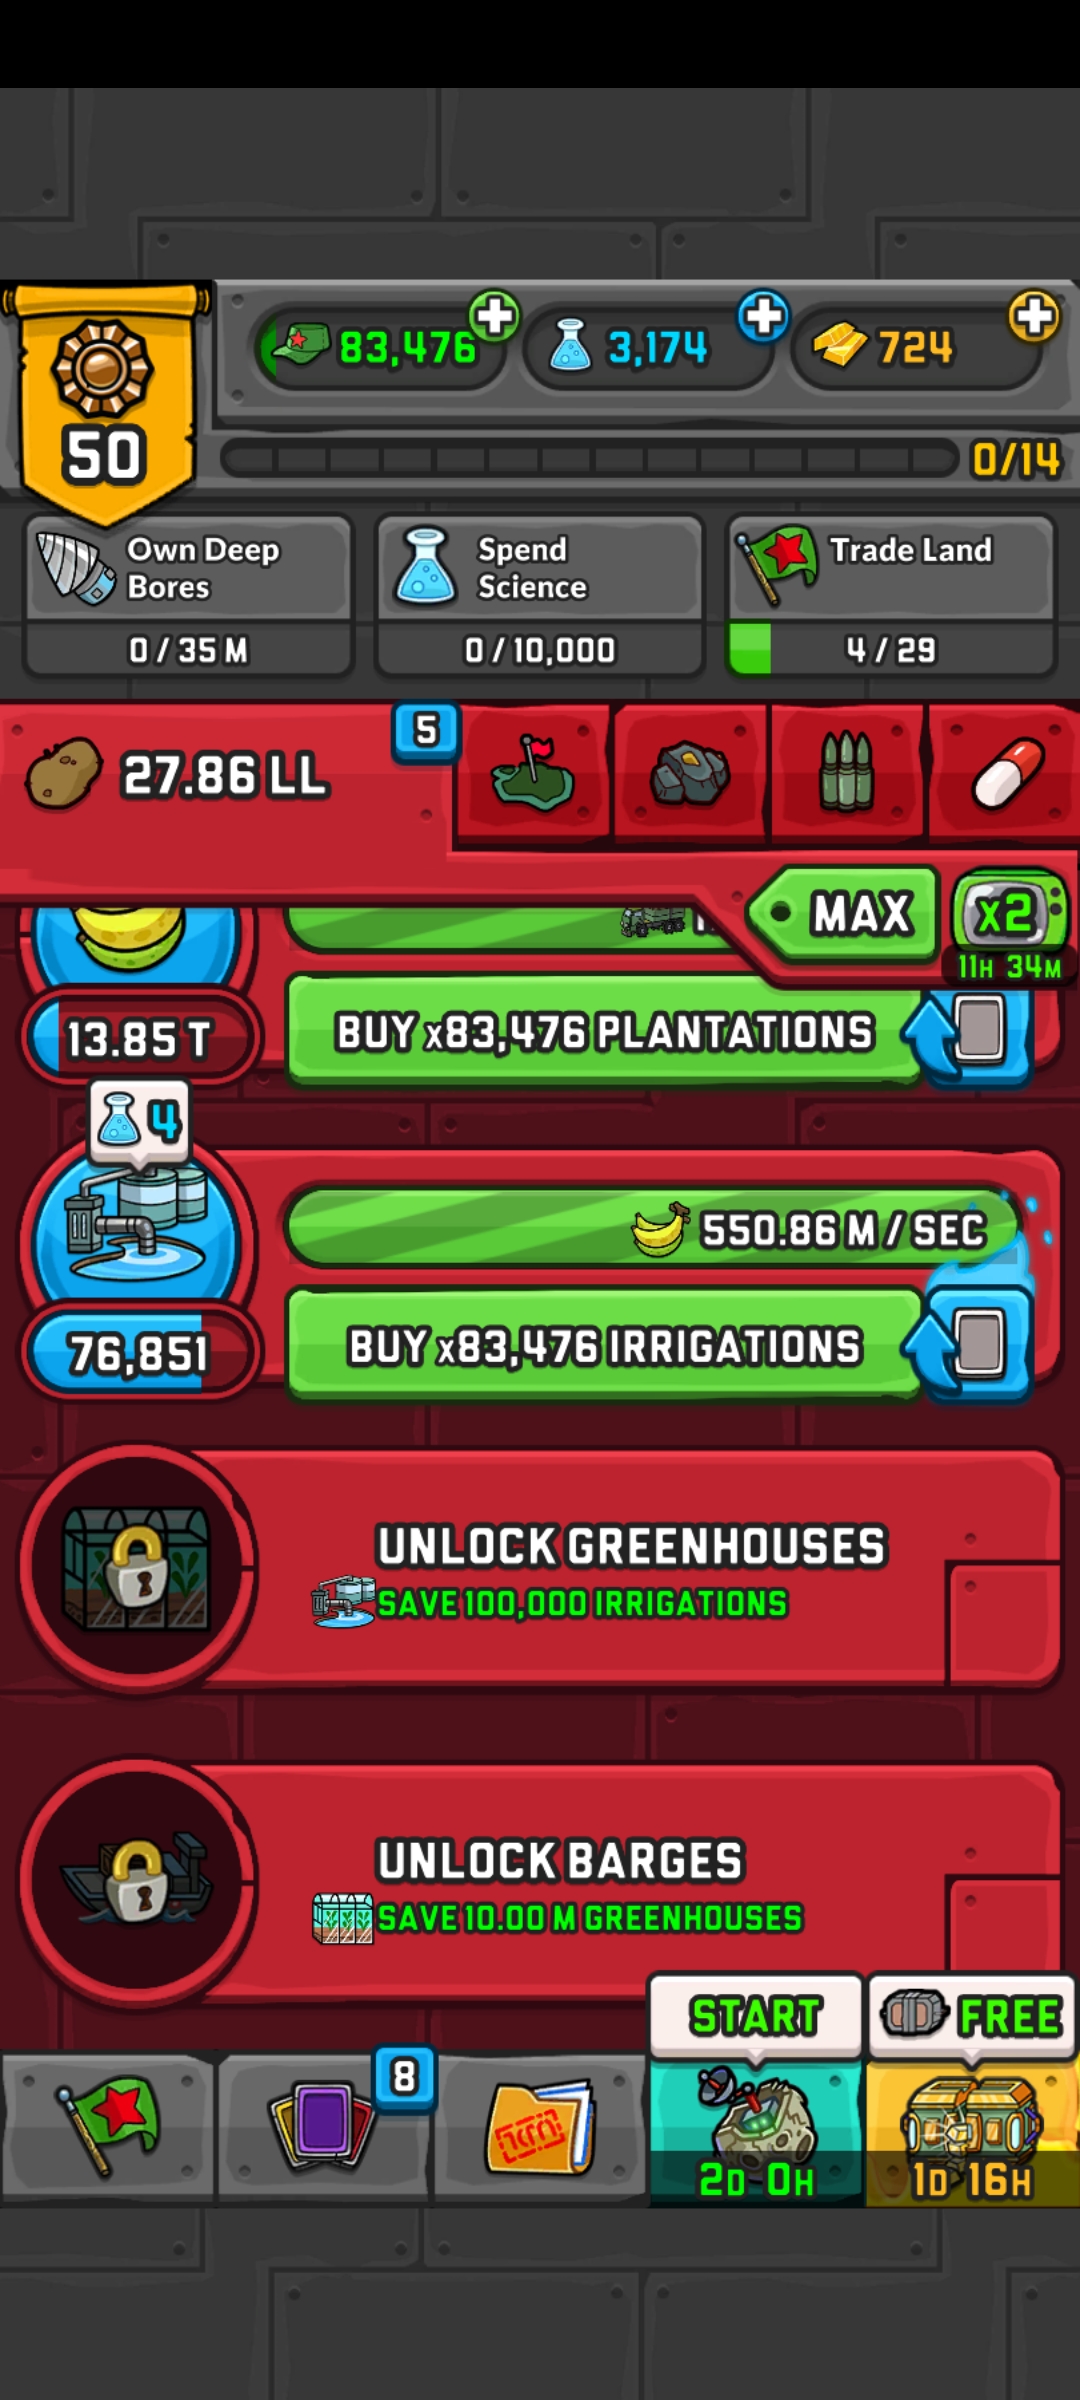 83,476
3,174
724
50
0/14
Own Deep
Bores
0 / 35 M
Spend
Science
0 / 10,000
Trade Land
4 / 29
27.86 LL
5
MAX
x2
11H 34M
13.85 T
BUY x83,476 PLANTATIONS
4
550.86 M / SEC
76,851
BUY x83,476 IRRIGATIONS
UNLOCK GREENHOUSES
SAVE 100,000 IRRIGATIONS
UNLOCK BARGES
SAVE 10.00 M GREENHOUSES
START
FREE
8
2D 0H
1D 16H